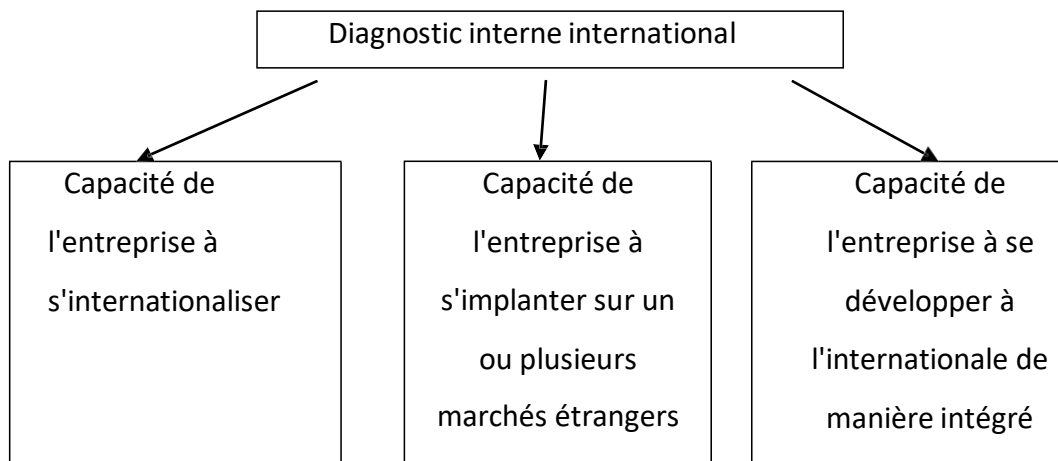 Diagnostic interne international
Capacité de
l'entreprise à
s'internationaliser
Capacité de
l'entreprise à
s'implanter sur un
ou plusieurs
marchés étrangers
Capacité de
l'entreprise à se
développer à
l'internationale de
manière intégré